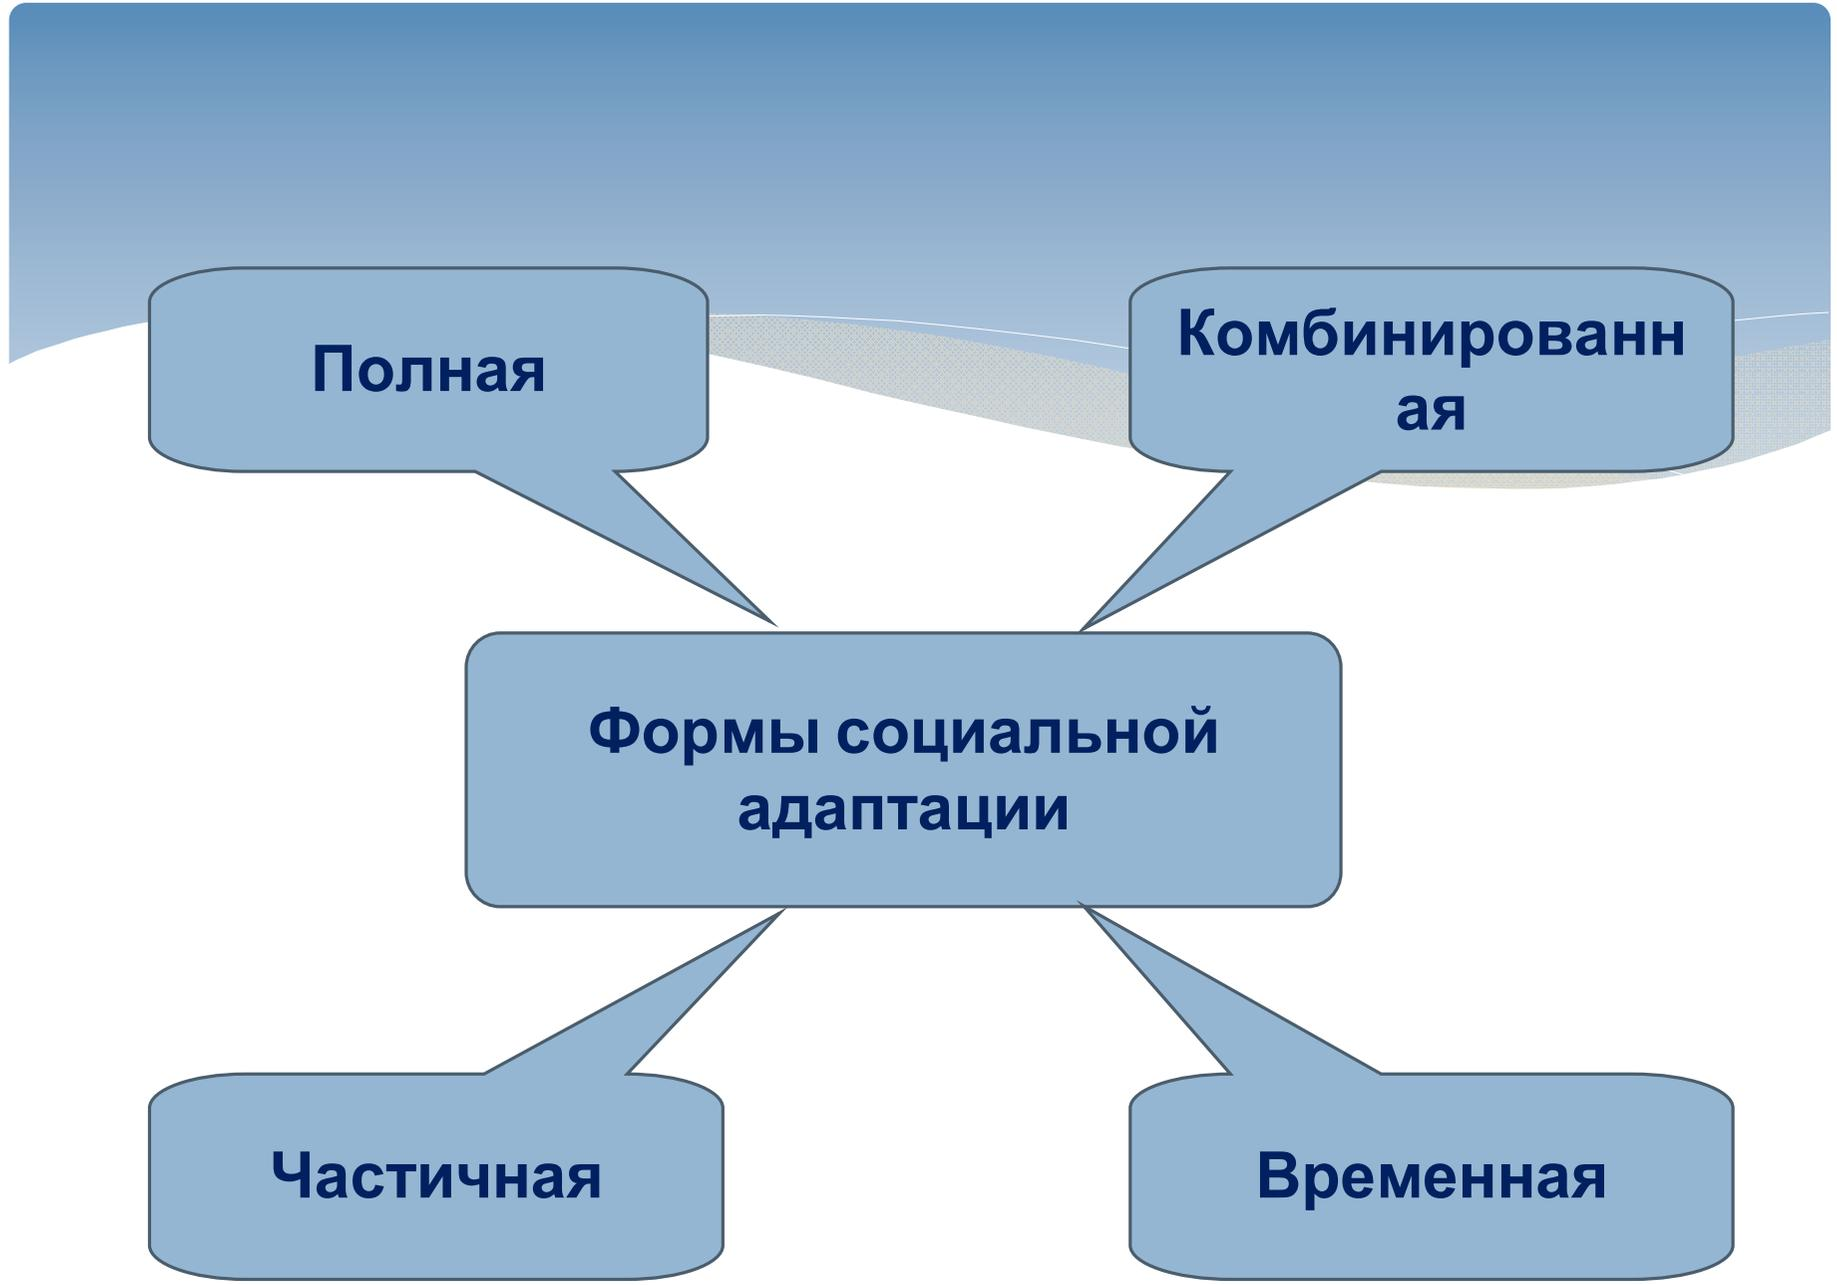 Полная
Комбинированн
ая
Формы социальной
адаптации
Частичная
Временная